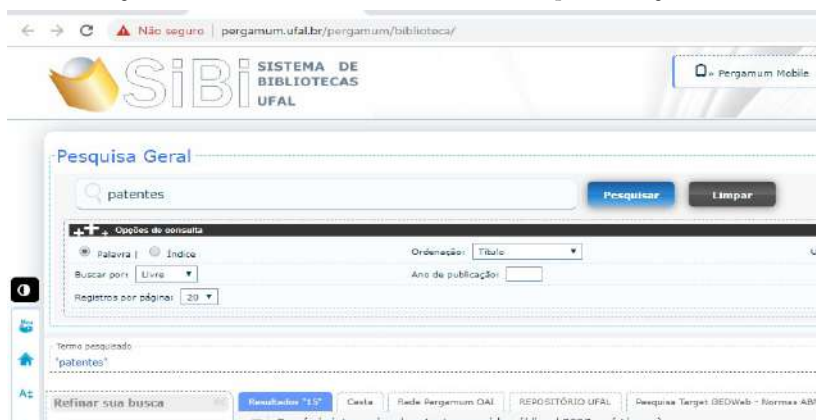 Não seguro | pergamum.ufal.br/pergamum/biblioteca/
SiBi SISTEMA DE
BIBLIOTECAS
UFAL
» Pergamum Mobile
Pesquisa Geral
patentes
Pesquisar
Limpar
Opções de consulta
Palavra | Índice
Ordenação: Título
U
Buscar por: Livre
Ano de publicação:
Registros por página: 20
Termo pesquisado
"patentes"
Refinar sua busca
Resultados "15"
Cesta
Rede Pergamum OAI
REPOSITÓRIO UFAL
Pesquisa Target GEDWeb - Normas AB